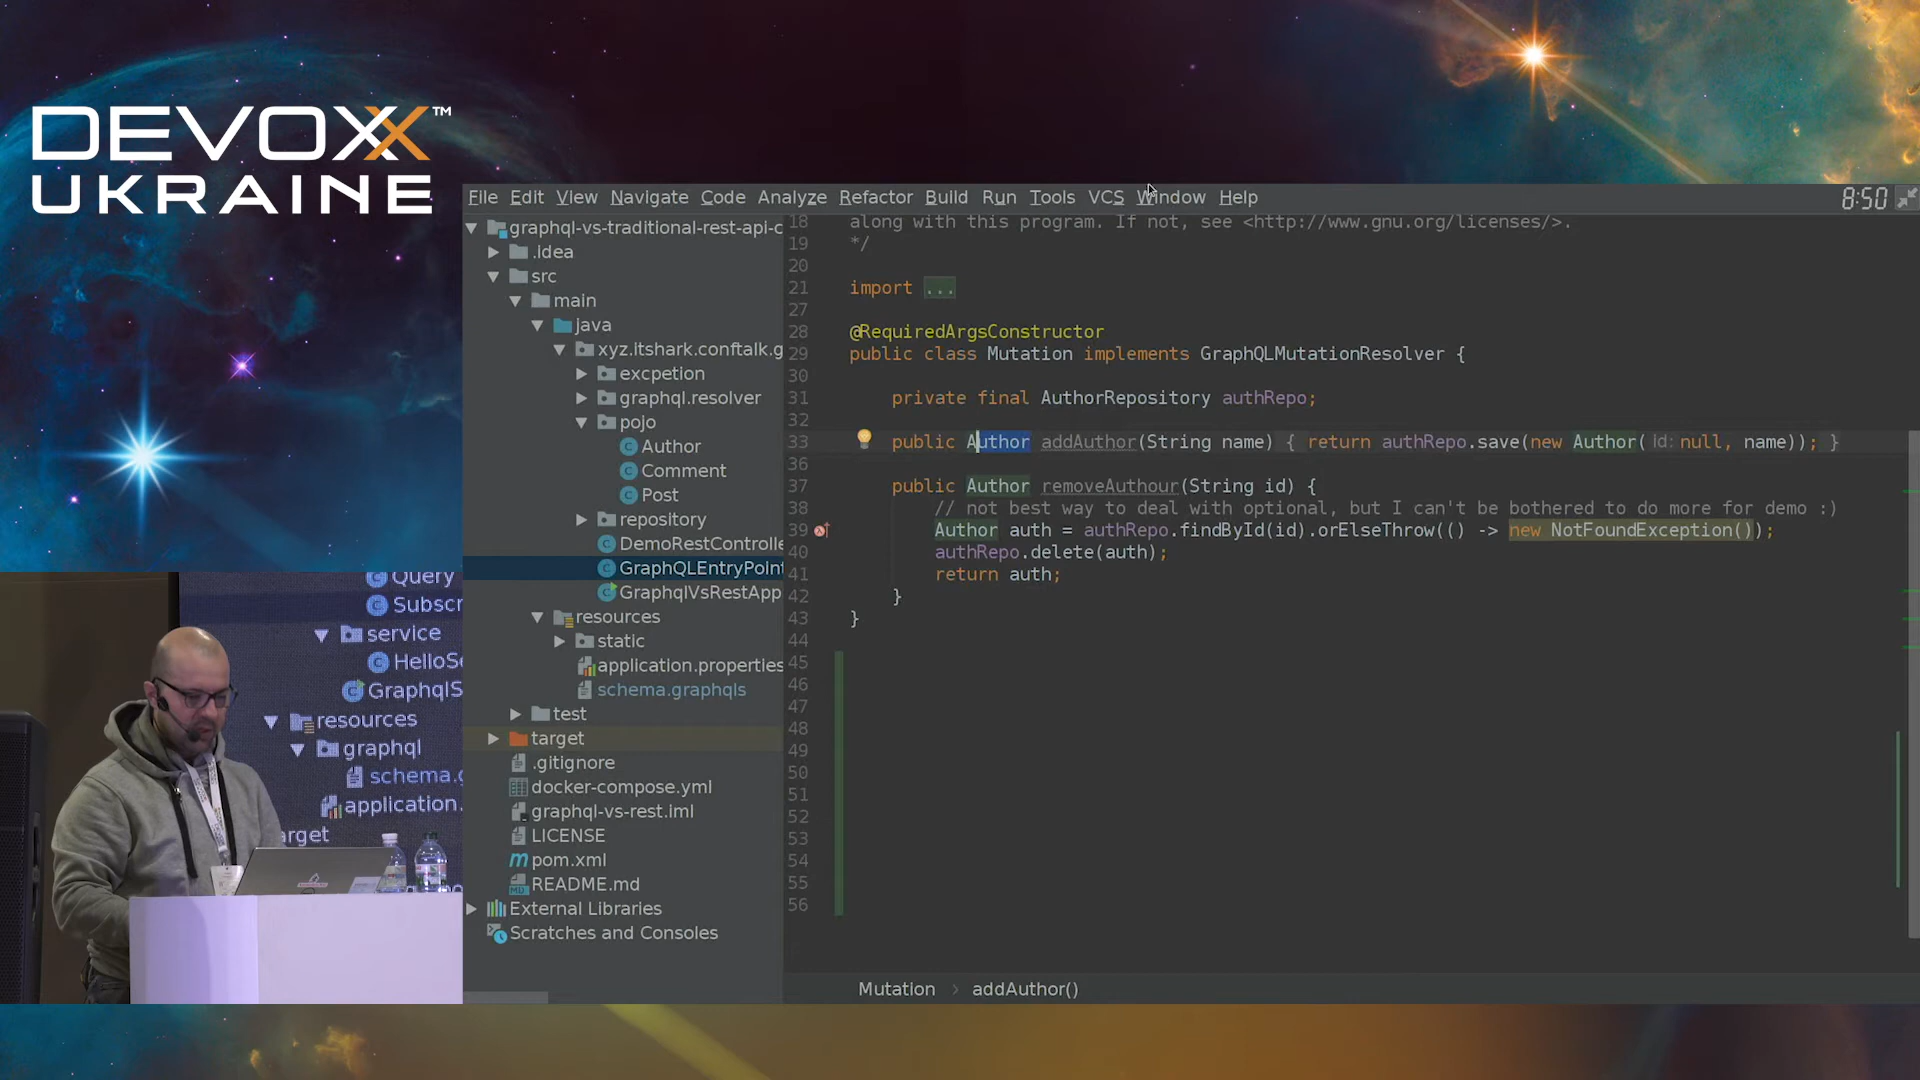 DEVOXX™
UKRAINE
File Edit View Navigate Code Analyze Refactor Build Run Tools VCS Window Help
8:50
graphql-vs-traditional-rest-api-c
.idea
src
main
java
xyz.itshark.conftalk.g
excpetion
graphql.resolver
pojo
Author
Comment
Post
repository
DemoRestControlle
GraphQLEntryPoint
GraphqlVsRestApp
resources
static
application.properties
schema.graphqls
test
target
.gitignore
docker-compose.yml
graphql-vs-rest.iml
LICENSE
pom.xml
README.md
External Libraries
Scratches and Consoles
18 along with this program. If not, see <http://www.gnu.org/licenses/>.
19 */
20
21 import ...
27
28 @RequiredArgsConstructor
29 public class Mutation implements GraphQLMutationResolver {
30
31 private final AuthorRepository authRepo;
32
33 public Author addAuthor(String name) { return authRepo.save(new Author( id: null, name)); }
36
37 public Author removeAuthour(String id) {
38 // not best way to deal with optional, but I can't be bothered to do more for demo :)
39 Author auth = authRepo.findById(id).orElseThrow(() -> new NotFoundException());
40 authRepo.delete(auth);
41 return auth;
42 }
43 }
44
45
46
47
48
49
50
51
52
53
54
55
56
Mutation › addAuthor()
Query
Subscr
service
HelloSe
GraphqlS
resources
graphql
schema.g
application.
arget